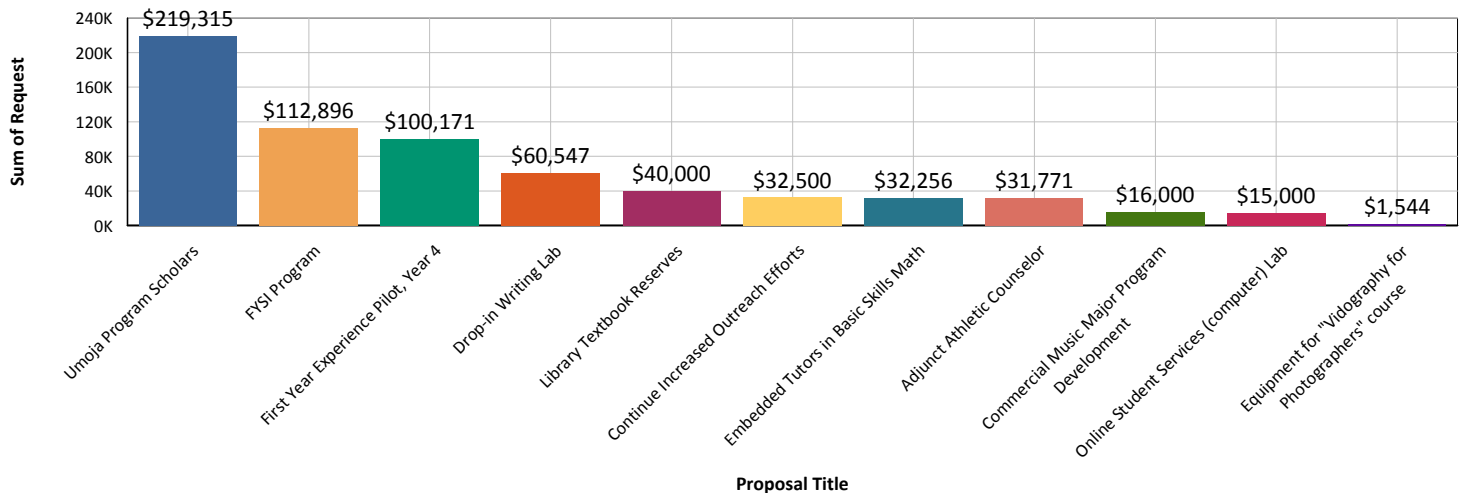 Sum of Request
240K
200K
160K
120K
80K
40K
0K
$219,315
$112,896
$100,171
$60,547
$40,000
$32,500
$32,256
$31,771
$16,000
$15,000
$1,544
Umoja Program Scholars
FYSI Program
First Year Experience Pilot, Year 4
Drop-in Writing Lab
Library Textbook Reserves
Continue Increased Outreach Efforts
Embedded Tutors in Basic Skills Math
Adjunct Athletic Counselor
Commercial Music Major Program
Development
Online Student Services (computer) Lab
Equipment for "Vidography for
Photographers" course
Proposal Title